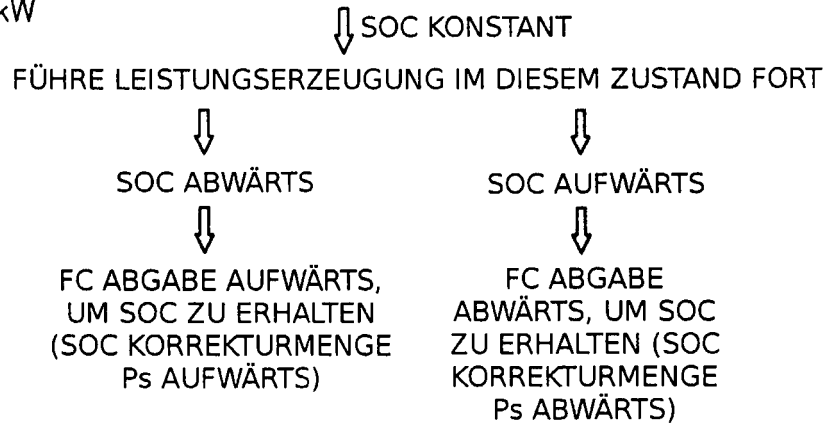 kW
SOC KONSTANT
FÜHRE LEISTUNGSERZEUGUNG IM DIESEM ZUSTAND FORT
SOC ABWÄRTS
FC ABGABE AUFWÄRTS,
UM SOC ZU ERHALTEN
(SOC KORREKTURMENGE
Ps AUFWÄRTS)
SOC AUFWÄRTS
FC ABGABE
ABWÄRTS, UM SOC
ZU ERHALTEN (SOC
KORREKTURMENGE
Ps ABWÄRTS)